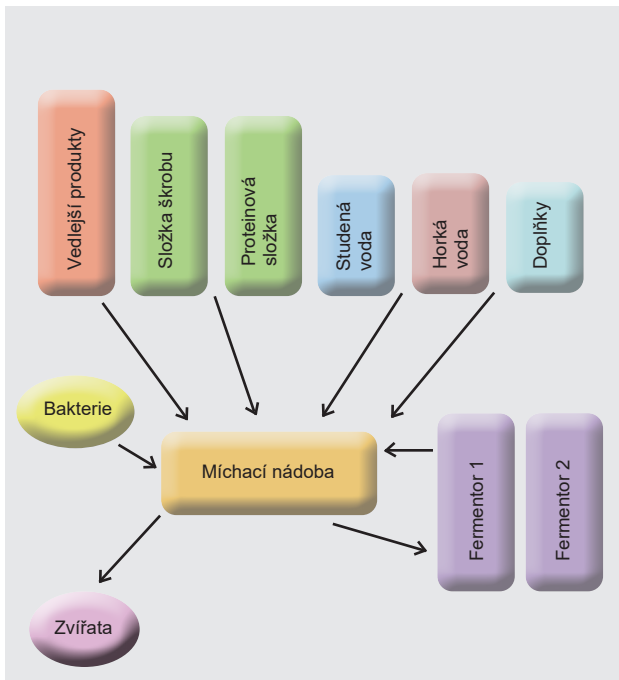 Vedlejší produkty
Složka škrobu
Proteinová
složka
Studená
voda
Horká
voda
Doplňky
Bakterie
Míchací nádoba
Fermentor 1
Fermentor 2
Zvířata